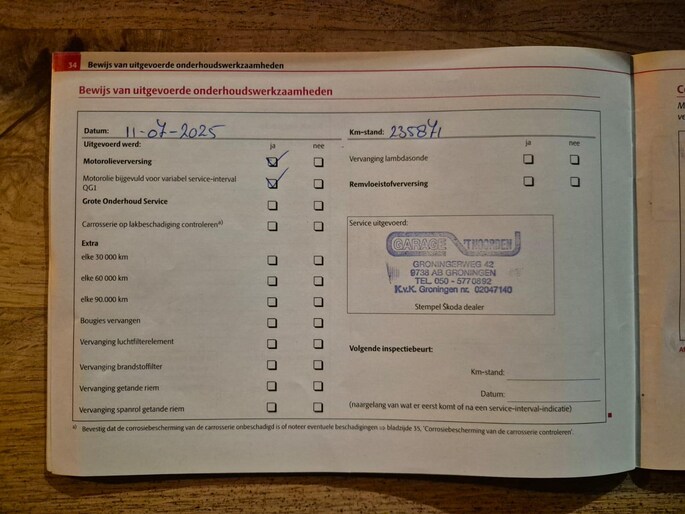 34 Bewijs van uitgevoerde onderhoudswerkzaamheden
Bewijs van uitgevoerde onderhoudswerkzaamheden
Datum: 11-07-2025
Km-stand: 235871
Uitgevoerd werd: ja nee
ja nee
Motorolieverversing
Vervanging lambdasonde
Motorolie bijgevuld voor variabel service-interval
QG1
Remvloeistofverversing
Grote Onderhoud Service
Carrosserie op lakbeschadiging controleren a)
Extra
elke 30 000 km
elke 60 000 km
elke 90.000 km
Bougies vervangen
Vervanging luchtfilterelement
Vervanging brandstoffilter
Vervanging getande riem
Vervanging spanrol getande riem
Service uitgevoerd:
GARAGE 'T NOORDEN
GRONINGERWEG 42
9738 AB GRONINGEN
TEL. 050 - 5770892
K.v.K. Groningen nr. 02047140
Stempel Škoda dealer
Volgende inspectiebeurt:
Km-stand:
Datum:
(naargelang van wat er eerst komt of na een service-interval-indicatie)
a) Bevestig dat de corrosiebescherming van de carrosserie onbeschadigd is of noteer eventuele beschadigingen ⇒ bladzijde 35, 'Corrosiebescherming van de carrosserie controleren'.